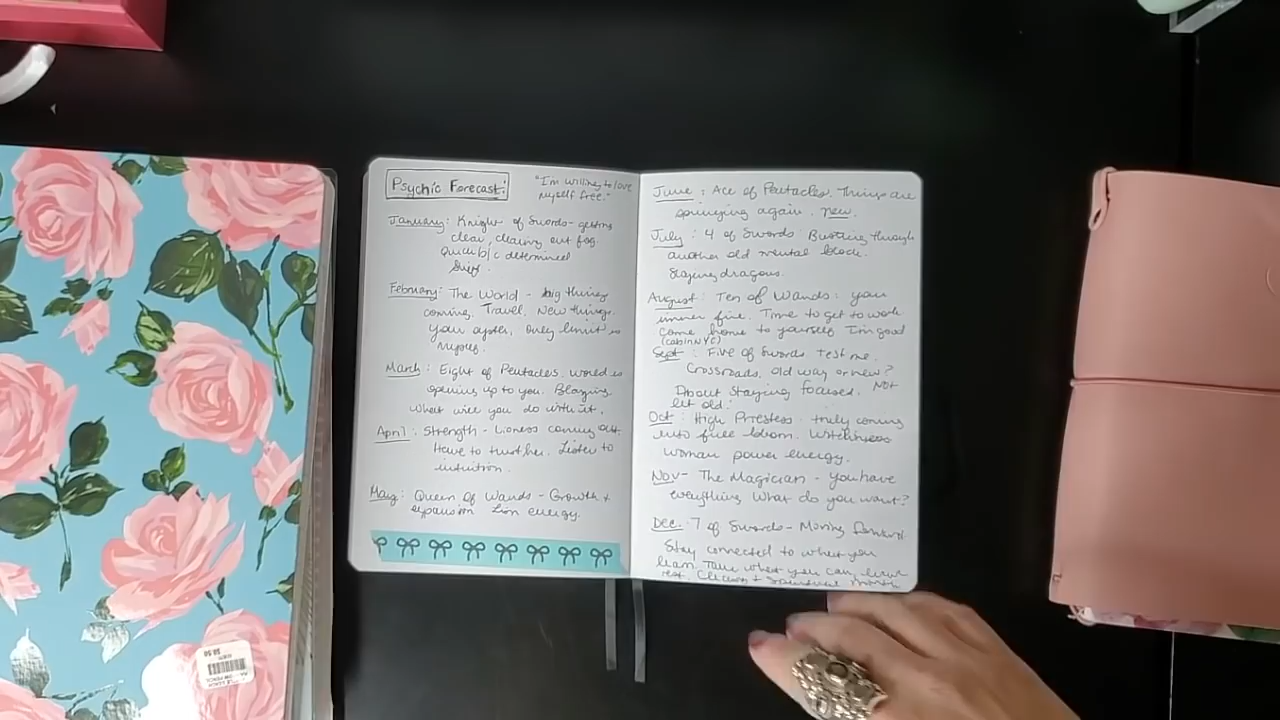 Psychic Forecast:
"I'm willing to love
myself free."
January: Knight of Swords - getting
clear, clearing out fog.
Quick b/c determined
February: The World - big things
coming. Travel. New things.
your oyster, only limit is
myself.
March: Eight of Pentacles. World is
opening up to you. Blazing.
What will you do with it.
April: Strength - Lioness coming out.
Have to trust her. Listen to
intuition.
May: Queen of Wands - Growth +
expansion Lion energy.
June: Ace of Pentacles. Things are
springing again. new.
July: 4 of Swords: Busting through
another old mental block.
Slaying dragons.
August: Ten of Wands: your
inner fire. Time to get to work
come home to yourself I'm good
(cabin NYC)
Sept: Five of Swords. Test me.
Crossroads, old way or new?
About staying focused. Not
let old.
Oct: High Priestess. truly coming
into free
woman power energy.
Nov - The Magician - you have
everything. What do you want?
Dec: 7 of Swords - Moving forward.
Stay connected to what you
learn. Take what you can, leave
rest.